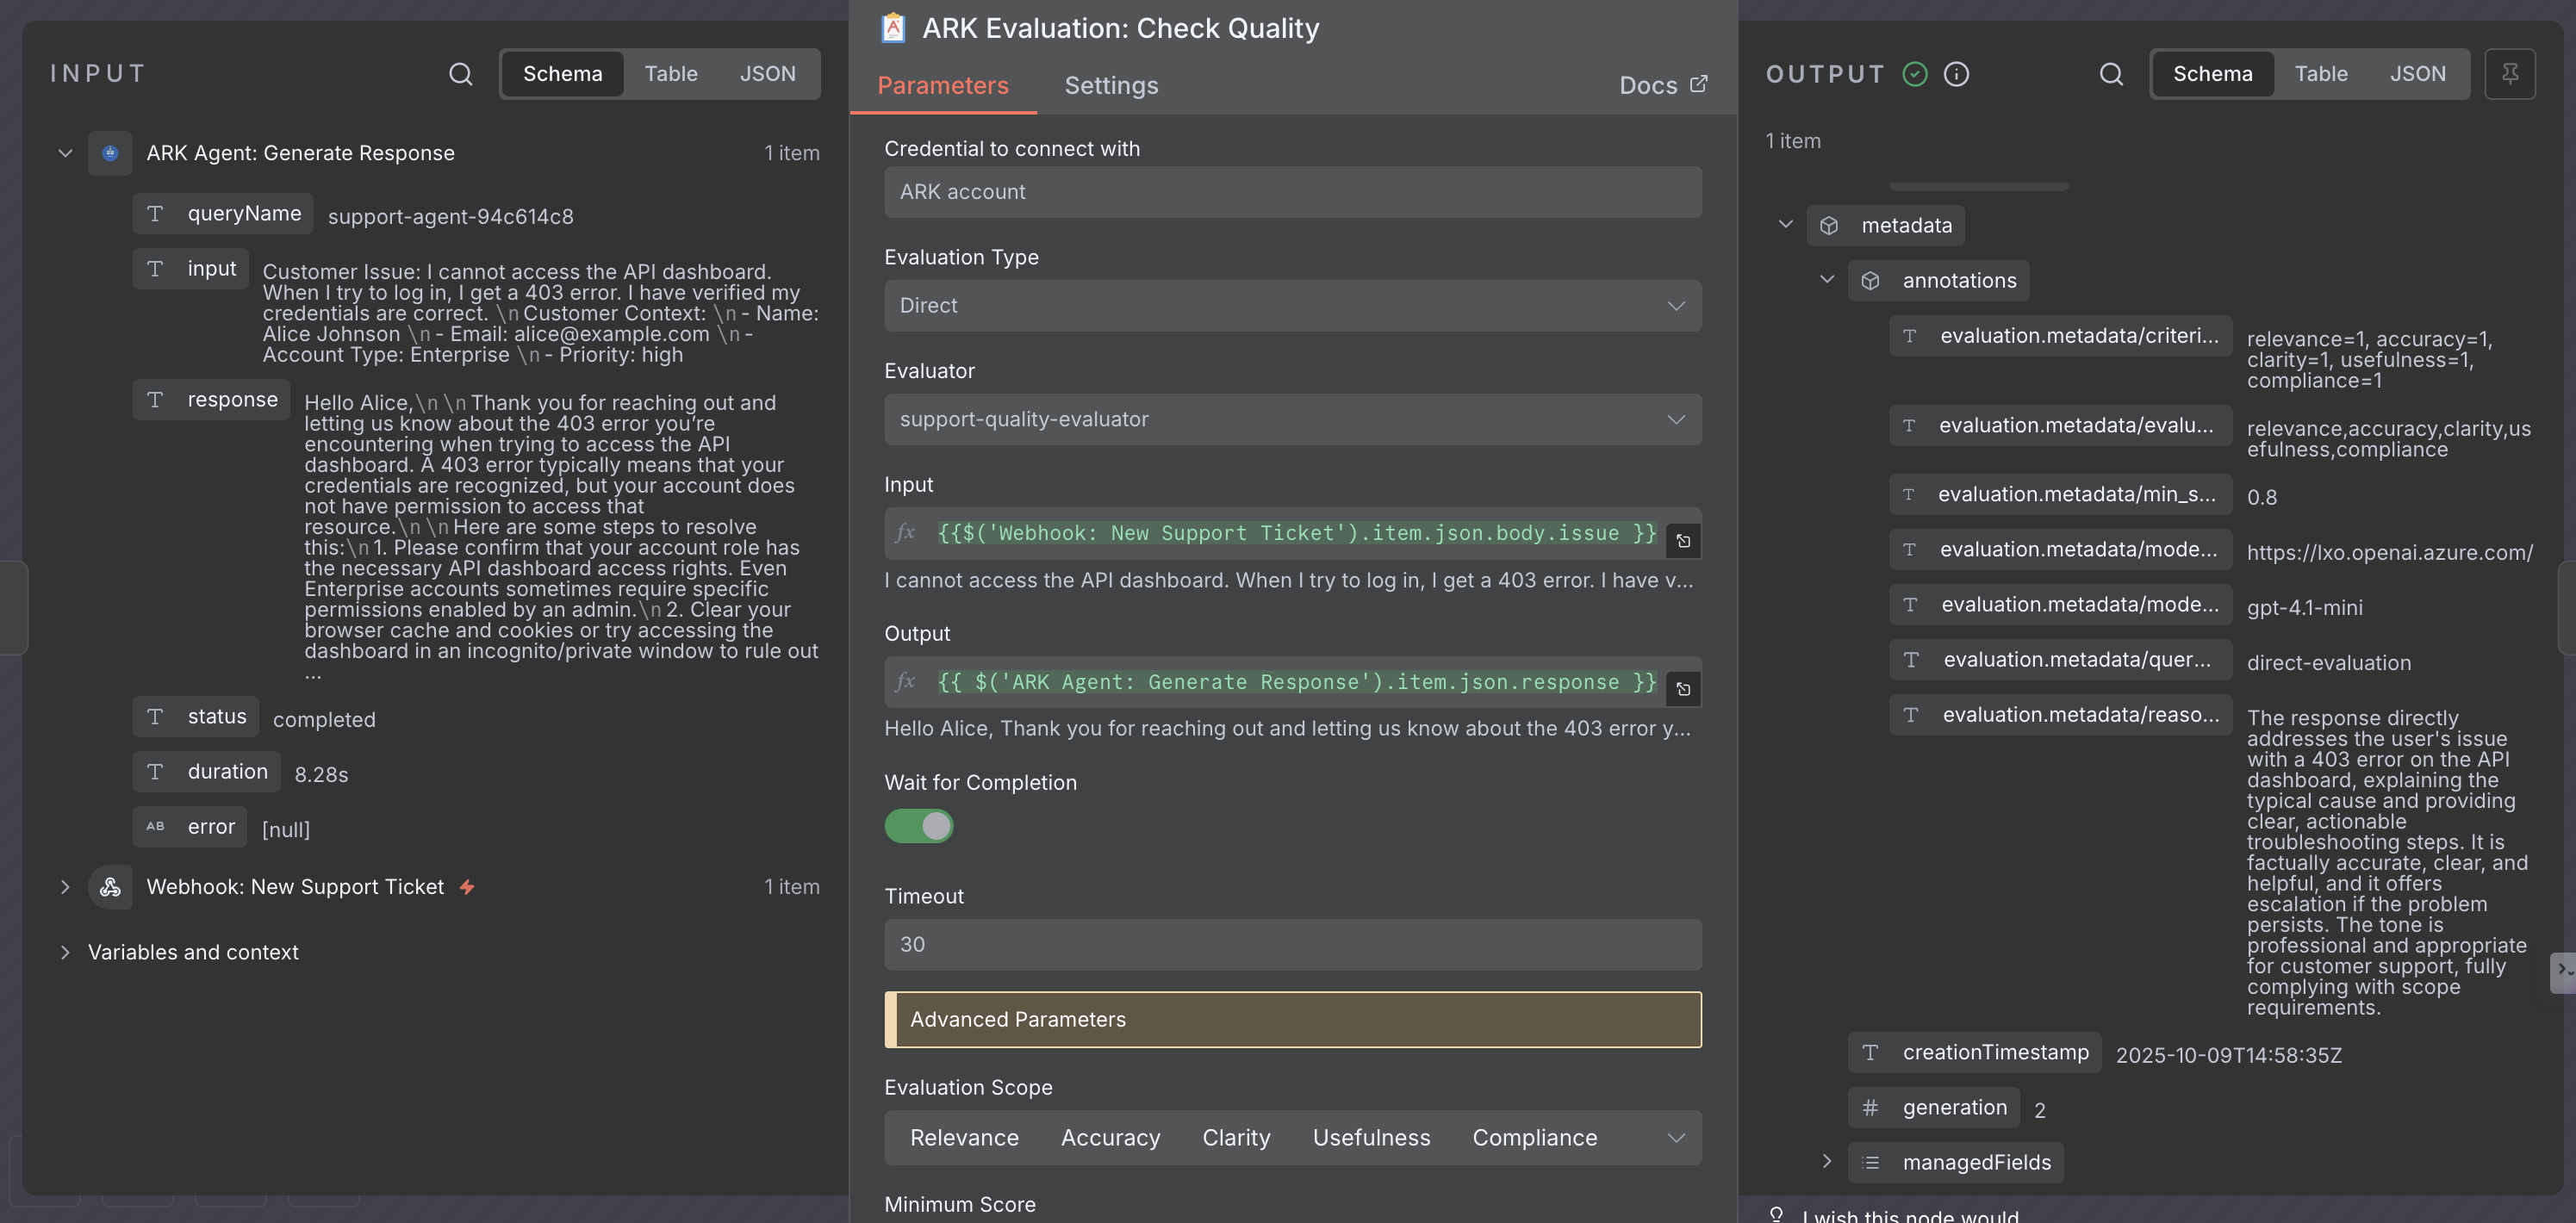 INPUT
Schema Table JSON
ARK Agent: Generate Response 1 item
T queryName support-agent-94c614c8
T input Customer Issue: I cannot access the API dashboard.
When I try to log in, I get a 403 error. I have verified my
credentials are correct. \n Customer Context: \n - Name:
Alice Johnson \n - Email: alice@example.com \n -
Account Type: Enterprise \n - Priority: high
T response Hello Alice,\n \n Thank you for reaching out and
letting us know about the 403 error you're
encountering when trying to access the API
dashboard. A 403 error typically means that your
credentials are recognized, but your account does
not have permission to access that
resource.\n \n Here are some steps to resolve
this:\n 1. Please confirm that your account role has
the necessary API dashboard access rights. Even
Enterprise accounts sometimes require specific
permissions enabled by an admin.\n 2. Clear your
browser cache and cookies or try accessing the
dashboard in an incognito/private window to rule out
...
T status completed
T duration 8.28s
AB error [null]
Webhook: New Support Ticket 1 item
Variables and context
ARK Evaluation: Check Quality
Parameters Settings Docs
Credential to connect with
ARK account
Evaluation Type
Direct
Evaluator
support-quality-evaluator
Input
fx {{$('Webhook: New Support Ticket').item.json.body.issue }}
I cannot access the API dashboard. When I try to log in, I get a 403 error. I have v...
Output
fx {{ $('ARK Agent: Generate Response').item.json.response }}
Hello Alice, Thank you for reaching out and letting us know about the 403 error y...
Wait for Completion
Timeout
30
Advanced Parameters
Evaluation Scope
Relevance Accuracy Clarity Usefulness Compliance
Minimum Score
OUTPUT
Schema Table JSON
1 item
metadata
annotations
T evaluation.metadata/criteri... relevance=1, accuracy=1,
clarity=1, usefulness=1,
compliance=1
T evaluation.metadata/evalu... relevance,accuracy,clarity,us
efulness,compliance
T evaluation.metadata/min_s... 0.8
T evaluation.metadata/mode... https://lxo.openai.azure.com/
T evaluation.metadata/mode... gpt-4.1-mini
T evaluation.metadata/quer... direct-evaluation
T evaluation.metadata/reaso... The response directly
addresses the user's issue
with a 403 error on the API
dashboard, explaining the
typical cause and providing
clear, actionable
troubleshooting steps. It is
factually accurate, clear, and
helpful, and it offers
escalation if the problem
persists. The tone is
professional and appropriate
for customer support, fully
complying with scope
requirements.
T creationTimestamp 2025-10-09T14:58:35Z
# generation 2
managedFields
I wish this node would